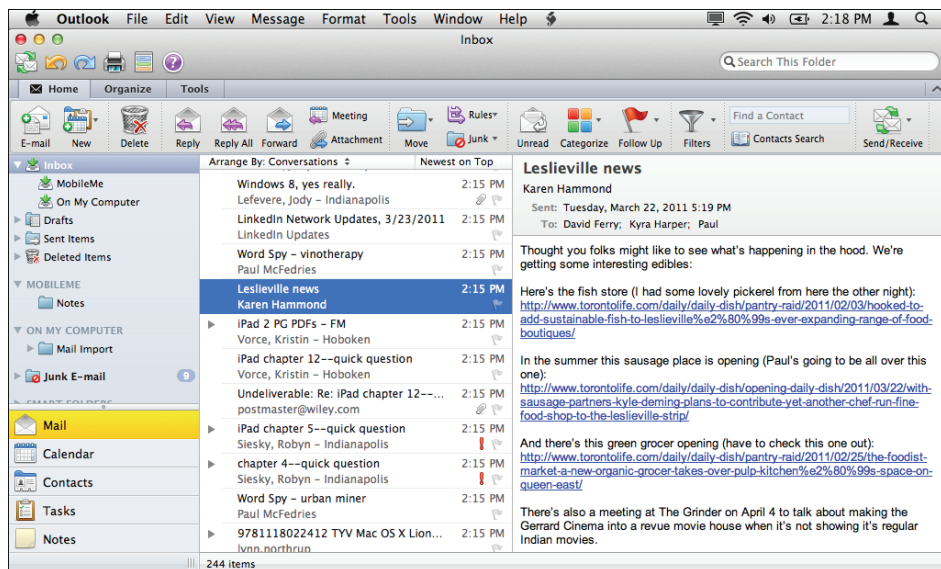 Outlook File Edit View Message Format Tools Window Help 2:18 PM
Inbox
Search This Folder
Home Organize Tools
E-mail New Delete Reply Reply All Forward Meeting Attachment Move Rules Junk Unread Categorize Follow Up Filters Find a Contact Contacts Search Send/Receive
Inbox
MobileMe
On My Computer
Drafts
Sent Items
Deleted Items
MOBILEME
Notes
ON MY COMPUTER
Mail Import
Junk E-mail 9
SMART FOLDERS
Mail
Calendar
Contacts
Tasks
Notes
Arrange By: Conversations Newest on Top
Windows 8, yes really. 2:15 PM
Lefevere, Jody – Indianapolis
LinkedIn Network Updates, 3/23/2011 2:15 PM
LinkedIn Updates
Word Spy – vinotherapy 2:15 PM
Paul McFedries
Leslieville news 2:15 PM
Karen Hammond
iPad 2 PG PDFs – FM 2:15 PM
Vorce, Kristin – Hoboken
iPad chapter 12--quick question 2:15 PM
Vorce, Kristin – Hoboken
Undeliverable: Re: iPad chapter 12--... 2:15 PM
postmaster@wiley.com
iPad chapter 5--quick question 2:15 PM
Siesky, Robyn – Indianapolis
chapter 4--quick question 2:15 PM
Siesky, Robyn – Indianapolis
Word Spy – urban miner 2:15 PM
Paul McFedries
9781118022412 TYV Mac OS X Lion... 2:15 PM
lynn.northrup
244 items
Leslieville news
Karen Hammond
Sent: Tuesday, March 22, 2011 5:19 PM
To: David Ferry; Kyra Harper; Paul
Thought you folks might like to see what's happening in the hood. We're
getting some interesting edibles:
Here's the fish store (I had some lovely pickerel from here the other night):
http://www.torontolife.com/daily/daily-dish/pantry-raid/2011/02/03/hooked-to-
add-sustainable-fish-to-leslieville%e2%80%99s-ever-expanding-range-of-food-
boutiques/
In the summer this sausage place is opening (Paul's going to be all over this
one):
http://www.torontolife.com/daily/daily-dish/opening-daily-dish/2011/03/22/with-
sausage-partners-kyle-deming-plans-to-contribute-yet-another-chef-run-fine-
food-shop-to-the-leslieville-strip/
And there's this green grocer opening (have to check this one out):
http://www.torontolife.com/daily/daily-dish/pantry-raid/2011/02/25/the-foodist-
market-a-new-organic-grocer-takes-over-pulp-kitchen%e2%80%99s-space-on-
queen-east/
There's also a meeting at The Grinder on April 4 to talk about making the
Gerrard Cinema into a revue movie house when it's not showing it's regular
Indian movies.